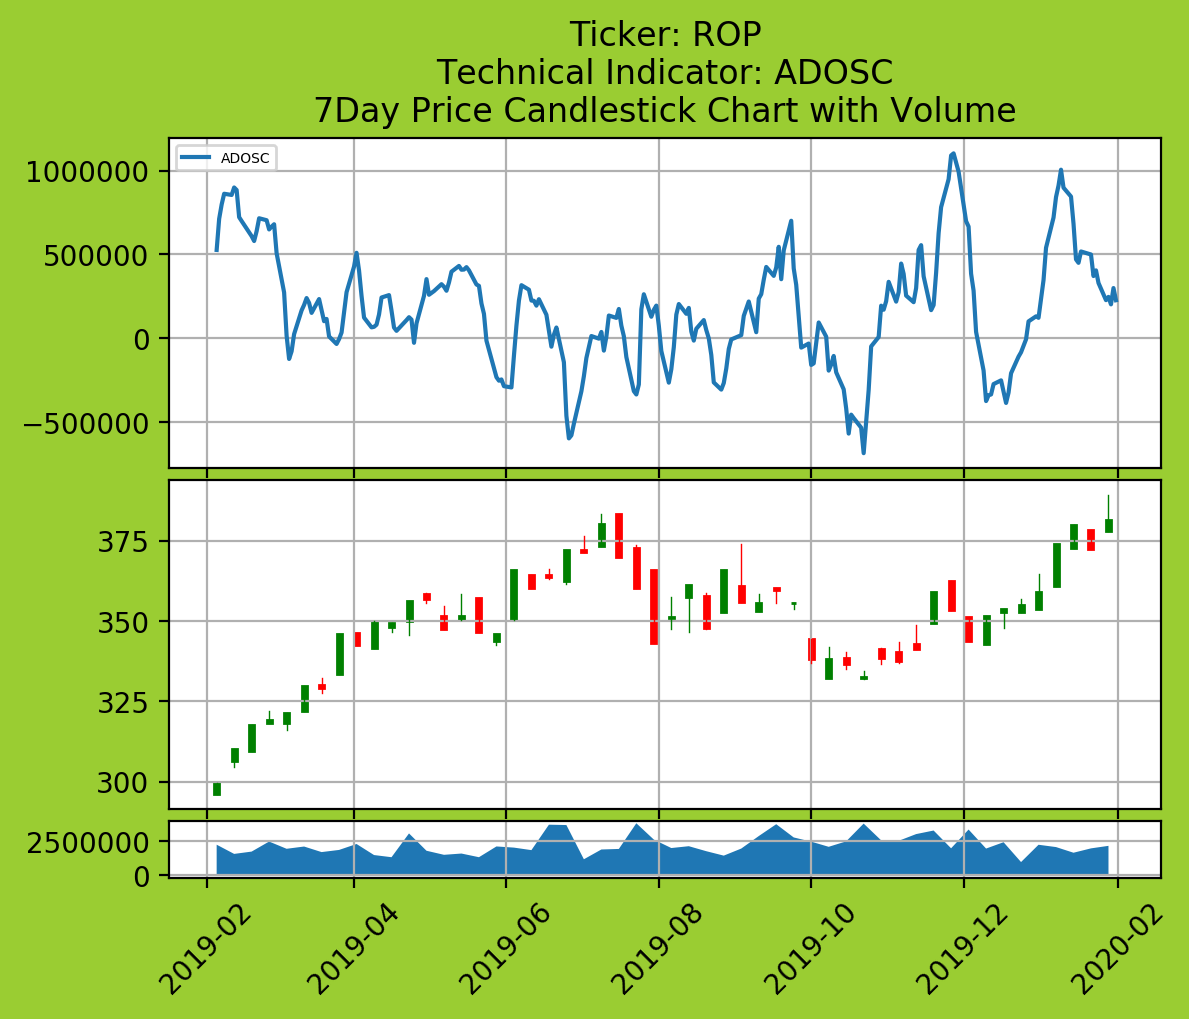 Ticker: ROP
Technical Indicator: ADOSC
7Day Price Candlestick Chart with Volume
ADOSC
1000000
500000
0
−500000
375
350
325
300
2500000
0
2019-02 2019-04 2019-06 2019-08 2019-10 2019-12 2020-02